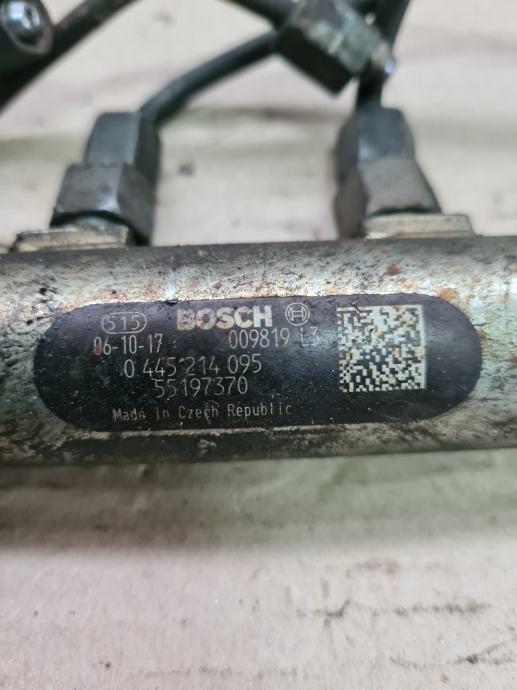 515 BOSCH
06-10-17 009819 L3
0 445 214 095
55197370
Made in Czech Republic